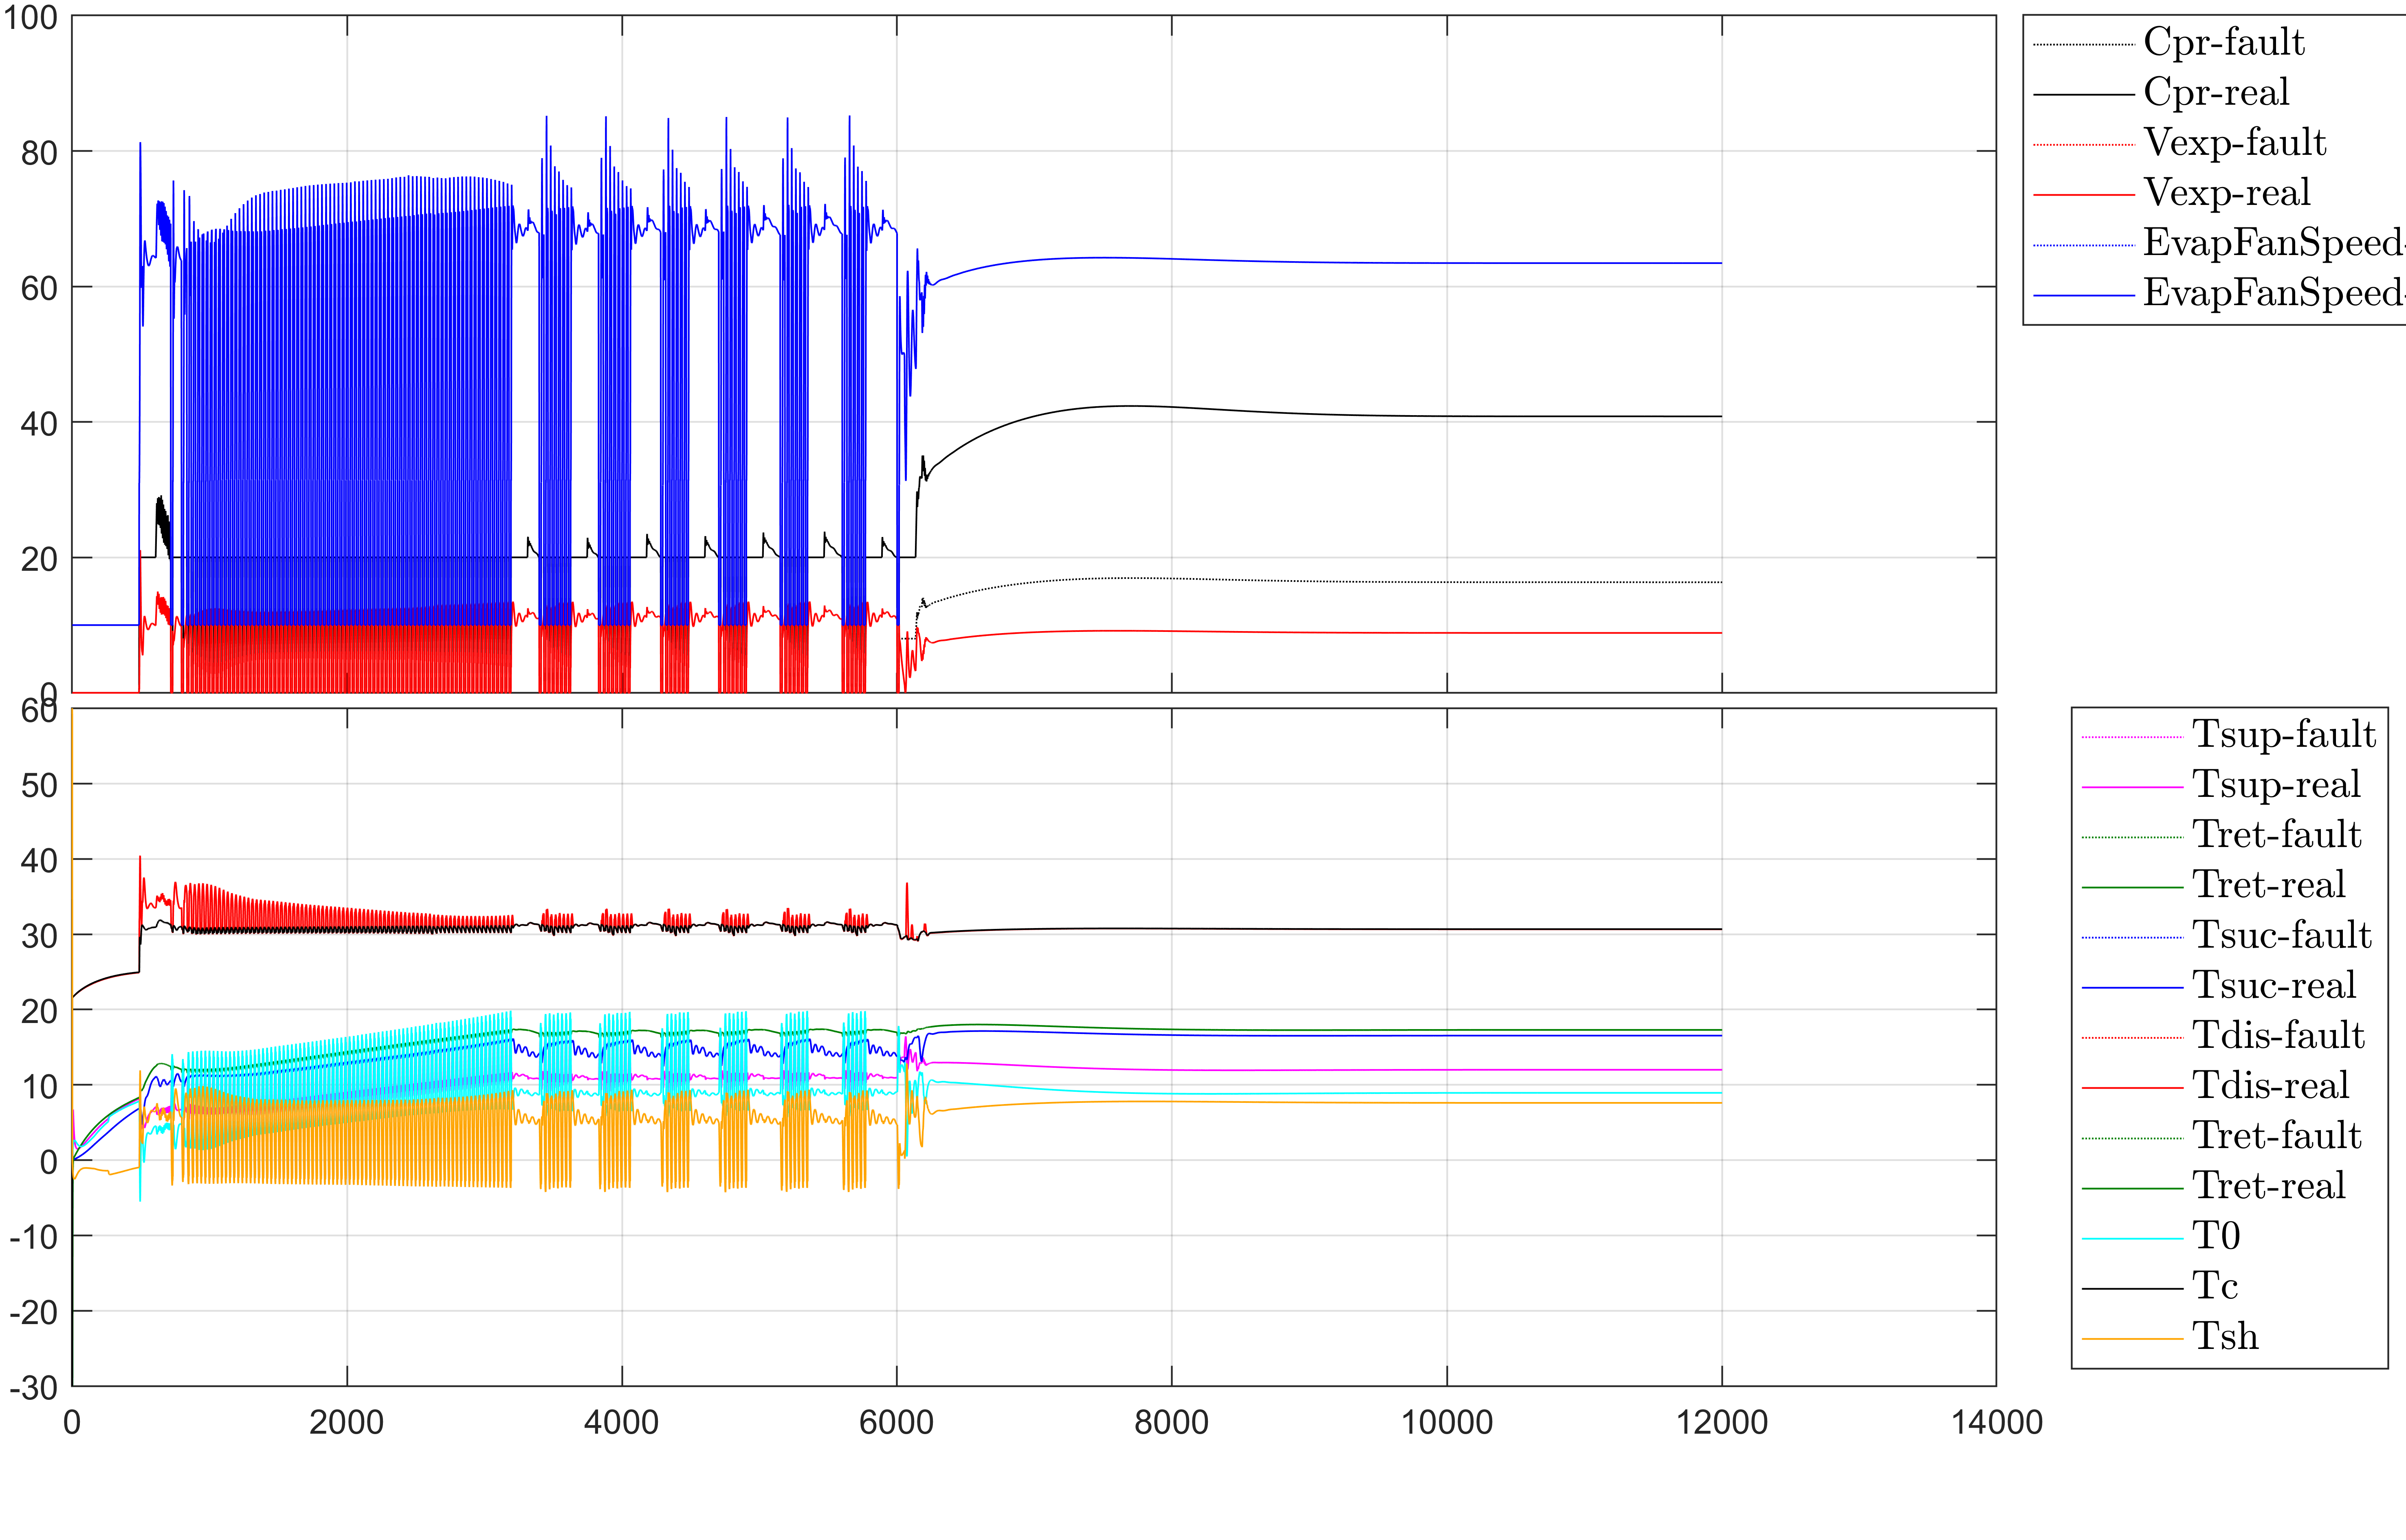 100
80
60
40
20
0
Cpr-fault
Cpr-real
Vexp-fault
Vexp-real
EvapFanSpeed-
EvapFanSpeed-
60
50
40
30
20
10
0
-10
-20
-30
0
2000
4000
6000
8000
10000
12000
14000
Tsup-fault
Tsup-real
Tret-fault
Tret-real
Tsuc-fault
Tsuc-real
Tdis-fault
Tdis-real
Tret-fault
Tret-real
T0
Tc
Tsh